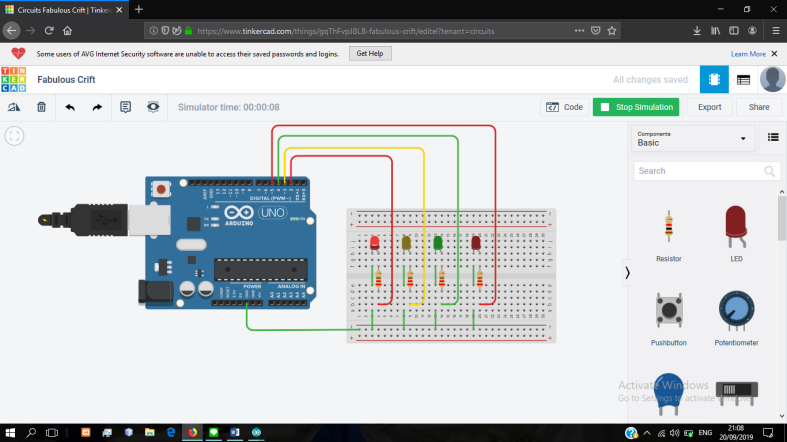 Circuits Fabulous Crift | Tinker
https://www.tinkercad.com/things/gqThFvpJ8LB-fabulous-crift/editel?tenant=circuits
Some users of AVG Internet Security software are unable to access their saved passwords and logins.
Get Help
Learn More
TIN
KER
CAD
Fabulous Crift
All changes saved
Simulator time: 00:00:08
Code
Stop Simulation
Export
Share
Components
Basic
Search
Resistor
LED
Pushbutton
Potentiometer
DIGITAL (PWM~)
UNO
ARDUINO
POWER
ANALOG IN
Activate Windows
Go to Settings to activate Windows.
ENG
21:08
20/09/2019